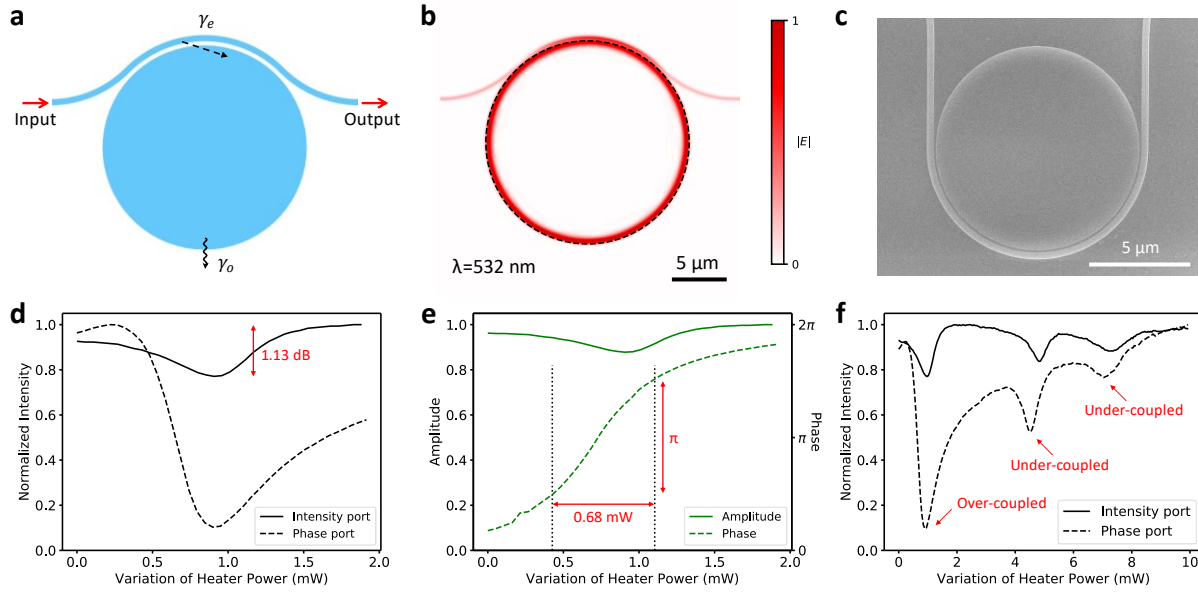 a
γe
Input
Output
γo
b
λ=532 nm
5 μm
1
|E|
0
c
5 μm
d
Normalized Intensity
1.0
0.8
0.6
0.4
0.2
0.0
1.13 dB
Intensity port
Phase port
0.0 0.5 1.0 1.5 2.0
Variation of Heater Power (mW)
e
Amplitude
1.0
0.8
0.6
0.4
0.2
0.0
π
0.68 mW
Amplitude
Phase
2π
π
0
Phase
0.0 0.5 1.0 1.5 2.0
Variation of Heater Power (mW)
f
Normalized Intensity
1.0
0.8
0.6
0.4
0.2
0.0
Under-coupled
Under-coupled
Over-coupled
Intensity port
Phase port
0 2 4 6 8 10
Variation of Heater Power (mW)